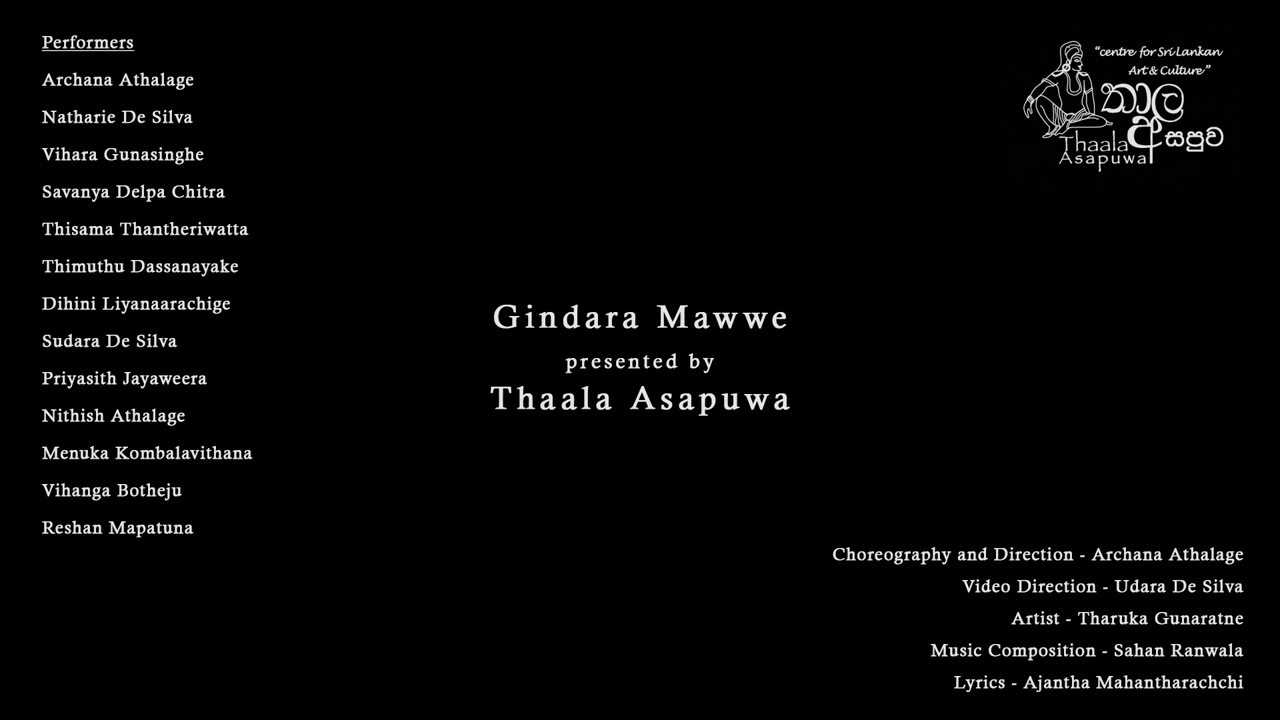 Performers
Archana Athalage
Natharie De Silva
Vihara Gunasinghe
Savanya Delpa Chitra
Thisama Thantheriwatta
Thimuthu Dassanayake
Dihini Liyanaarachige
Sudara De Silva
Priyasith Jayaweera
Nithish Athalage
Menuka Kombalavithana
Vihanga Botheju
Reshan Mapatuna
"centre for Sri Lankan
Art & Culture"
තාල
අසපුව
Thaala
Asapuwa
Gindara Mawwe
presented by
Thaala Asapuwa
Choreography and Direction - Archana Athalage
Video Direction - Udara De Silva
Artist - Tharuka Gunaratne
Music Composition - Sahan Ranwala
Lyrics - Ajantha Mahantharachchi